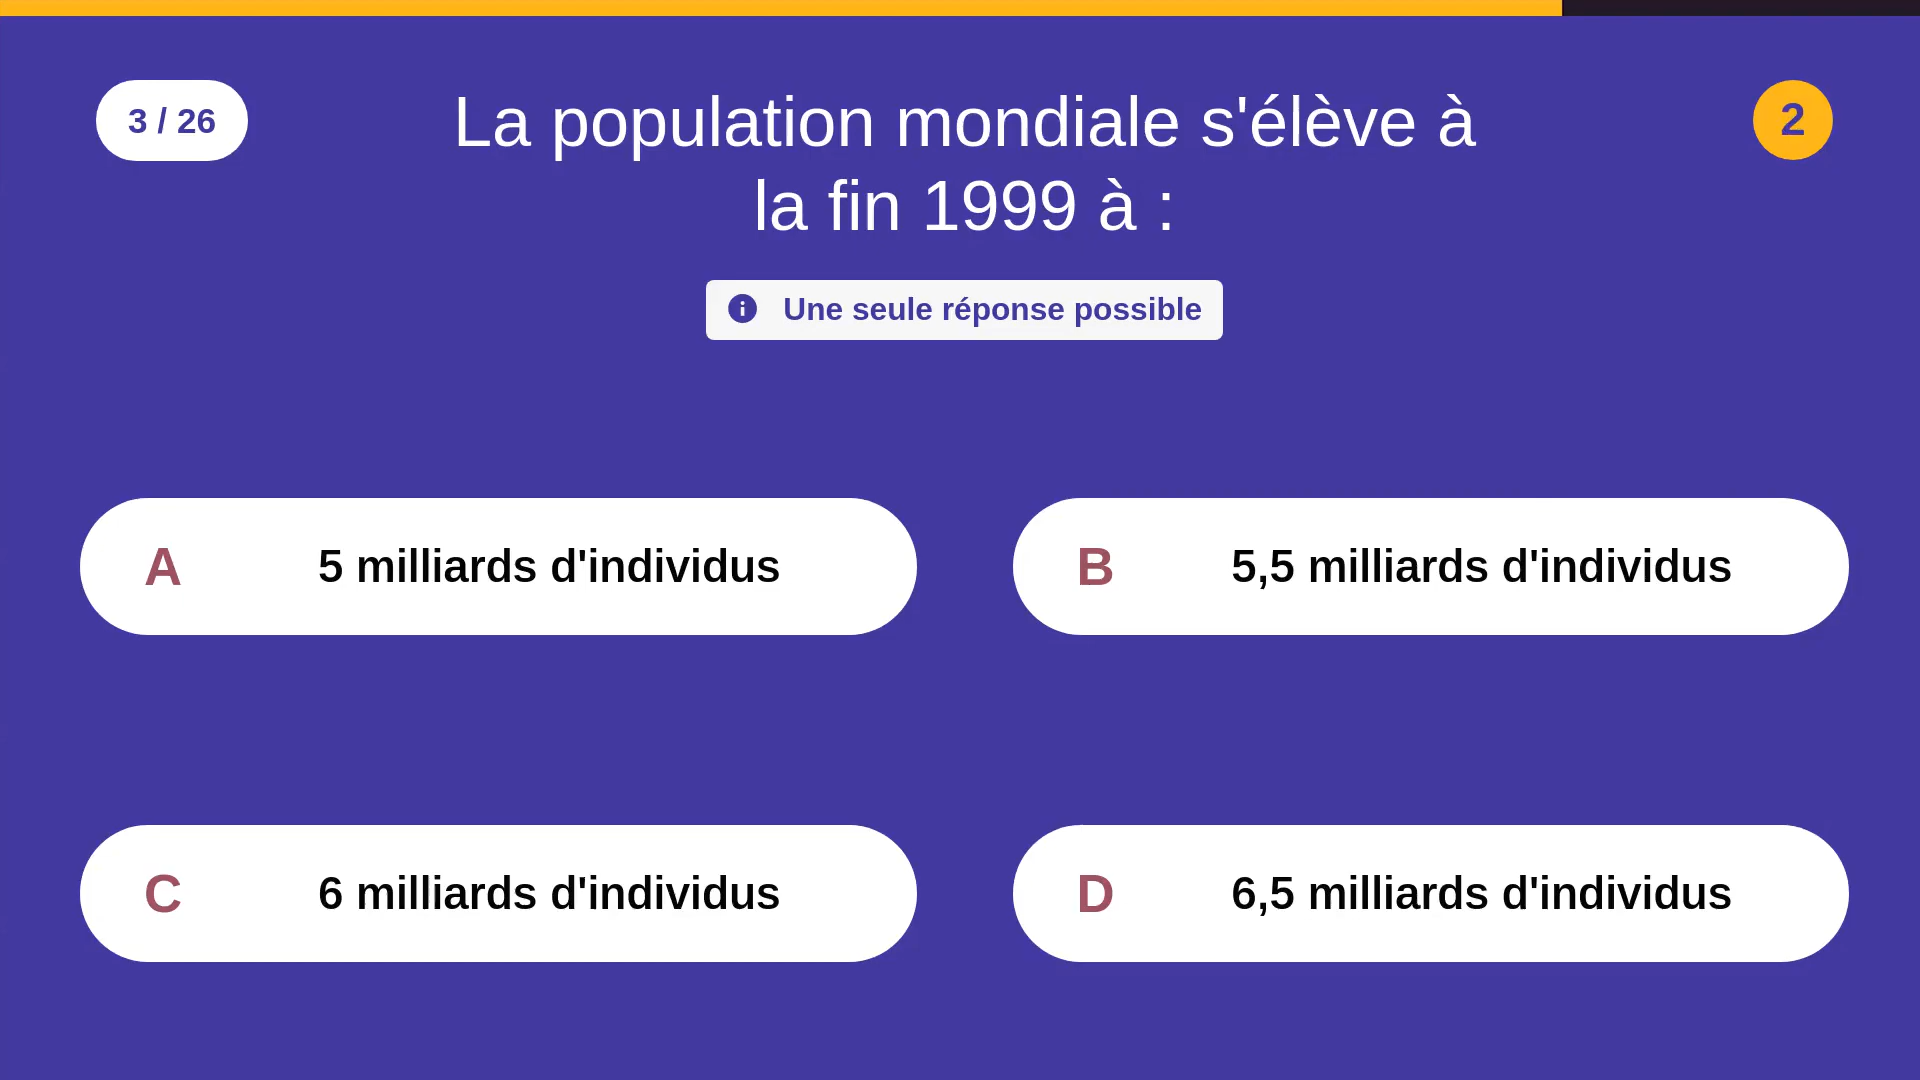 3 / 26
La population mondiale s'élève à
la fin 1999 à :
2
Une seule réponse possible
A 5 milliards d'individus
B 5,5 milliards d'individus
C 6 milliards d'individus
D 6,5 milliards d'individus